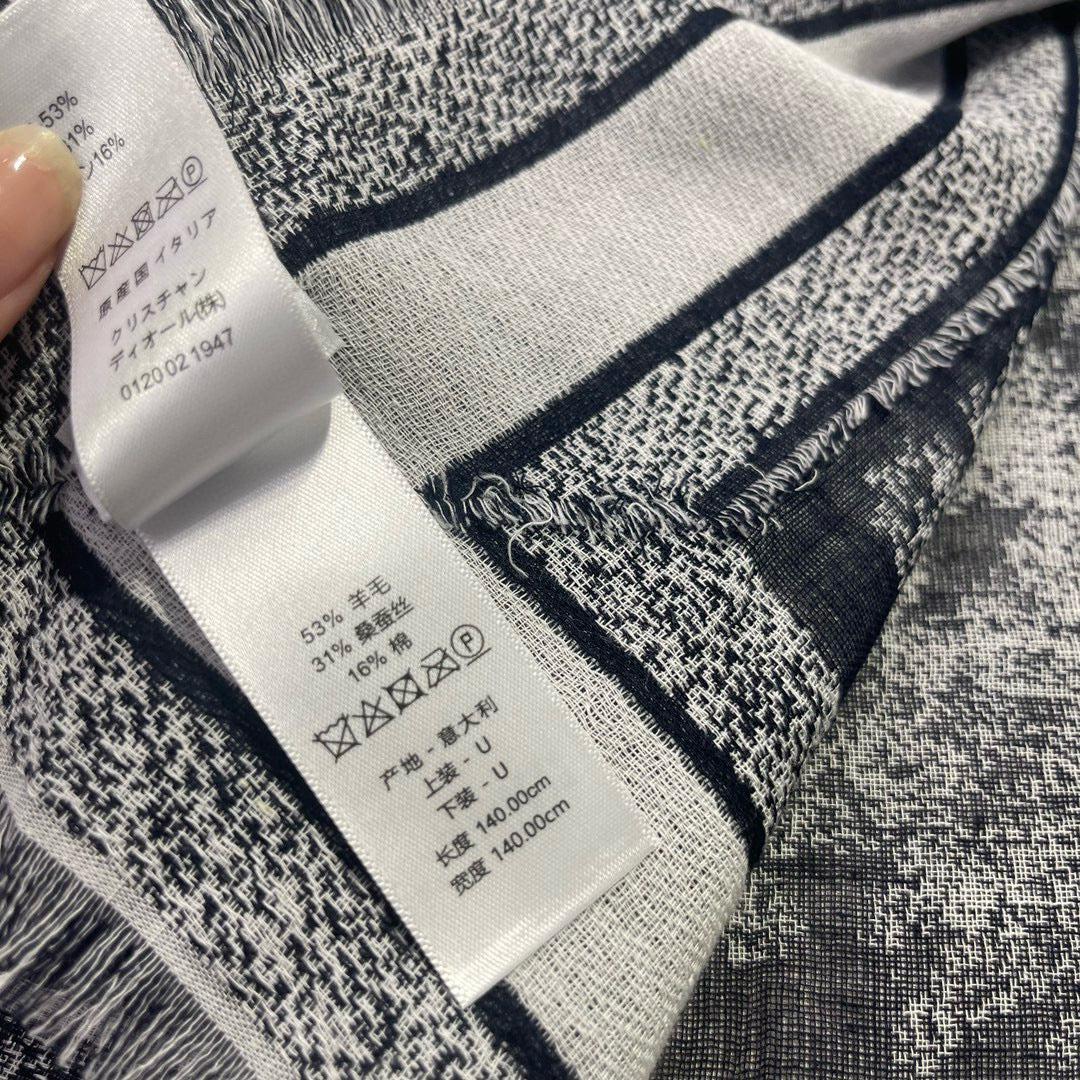 53%
1%
ン16%
原産国 イタリア
クリスチャン
ディオール(株)
0120 02 1947
53% 羊毛
31% 桑蚕丝
16% 棉
产地 - 意大利
上装 - U
下装 - U
长度 140.00cm
宽度 140.00cm